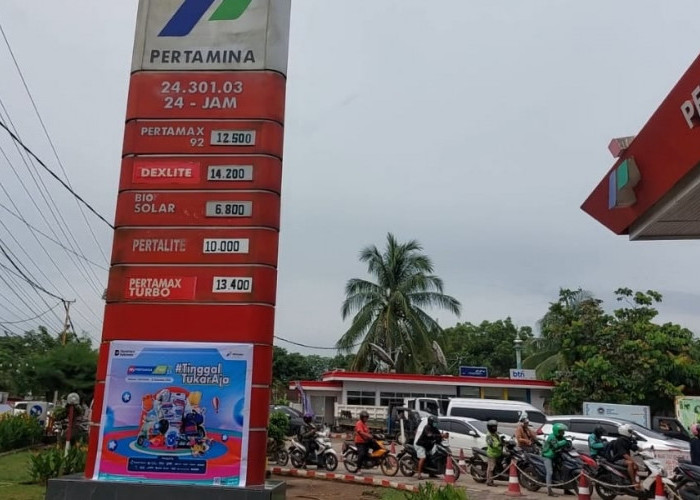 PERTAMINA
24.301.03
24 - JAM
PERTAMAX
92
12.500
DEXLITE
14.200
BIO
SOLAR
6.800
PERTALITE
10.000
PERTAMAX
TURBO
13.400
#Tinggal
TukarAja
btn